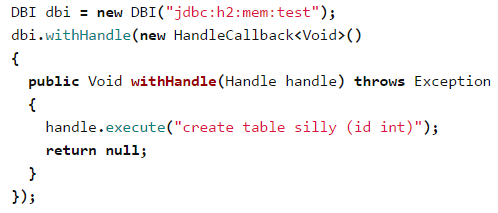 DBI dbi = new DBI("jdbc:h2:mem:test");
dbi.withHandle(new HandleCallback<Void>()
{
  public Void withHandle(Handle handle) throws Exception
  {
    handle.execute("create table silly (id int)");
    return null;
  }
});